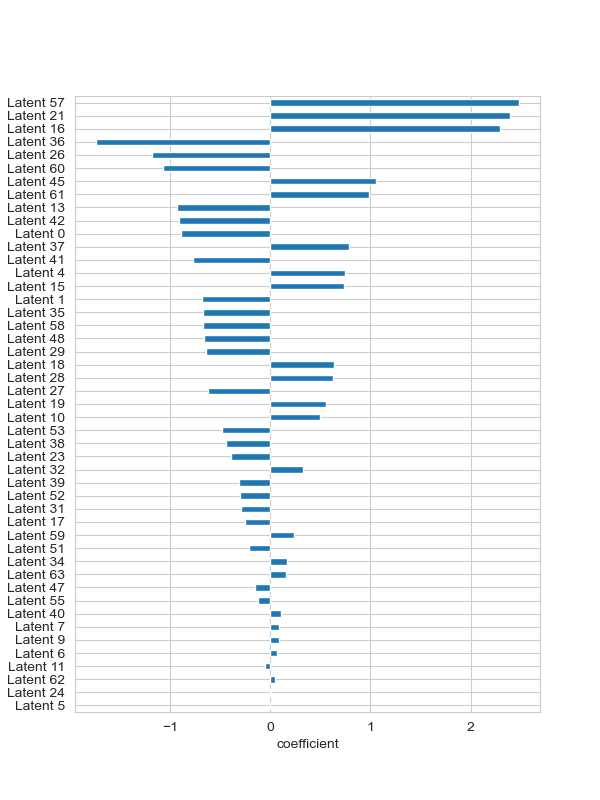 Latent 57
Latent 21
Latent 16
Latent 36
Latent 26
Latent 60
Latent 45
Latent 61
Latent 13
Latent 42
Latent 0
Latent 37
Latent 41
Latent 4
Latent 15
Latent 1
Latent 35
Latent 58
Latent 48
Latent 29
Latent 18
Latent 28
Latent 27
Latent 19
Latent 10
Latent 53
Latent 38
Latent 23
Latent 32
Latent 39
Latent 52
Latent 31
Latent 17
Latent 59
Latent 51
Latent 34
Latent 63
Latent 47
Latent 55
Latent 40
Latent 7
Latent 9
Latent 6
Latent 11
Latent 62
Latent 24
Latent 5
−1 0 1 2
coefficient